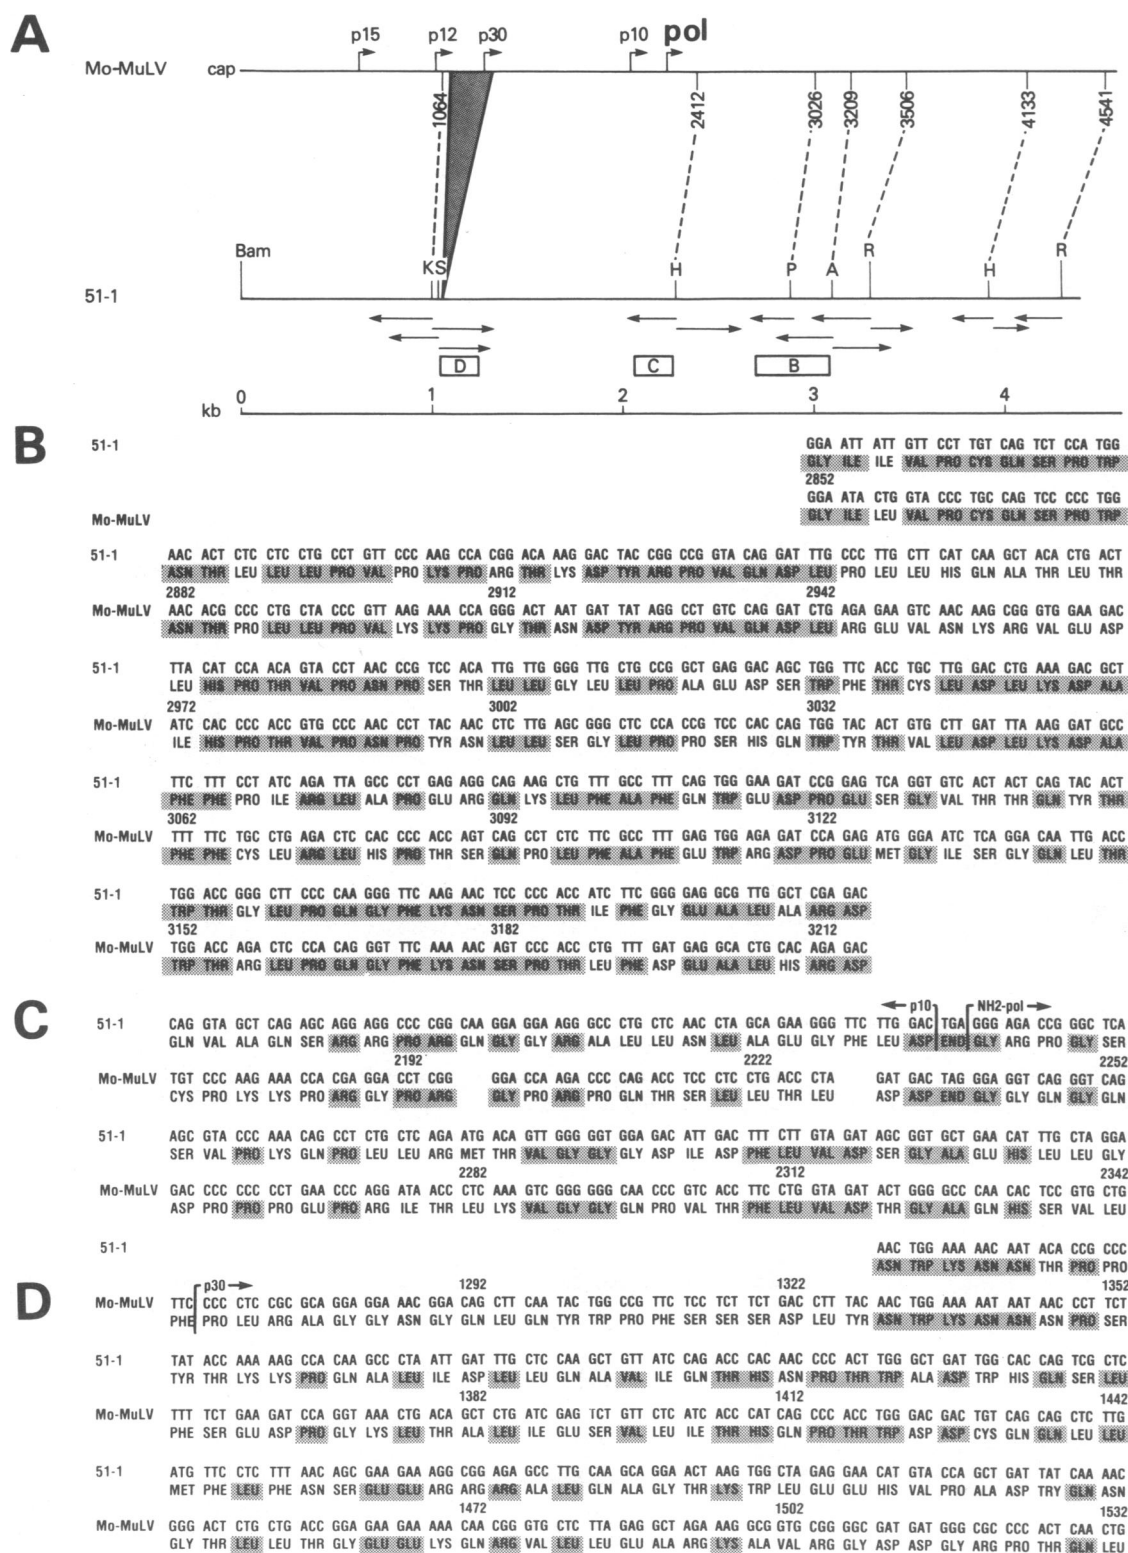 A
p15 p12 p30 p10 pol
Mo-MuLV cap
1064 2412 3026 3209 3506 4133 4541
Bam K S H P A R H R
51-1
D C B
kb 0 1 2 3 4
B
51-1 GGA ATT ATT GTT CCT TGT CAG TCT CCA TGG
GLY ILE ILE VAL PRO CYS GLN SER PRO TRP
2852
GGA ATA CTG GTA CCC TGC CAG TCC CCC TGG
Mo-MuLV GLY ILE LEU VAL PRO CYS GLN SER PRO TRP
51-1 AAC ACT CTC CTC CTG CCT GTT CCC AAG CCA CGG ACA AAG GAC TAC CGG CCG GTA CAG GAT TTG CCC TTG CTT CAT CAA GCT ACA CTG ACT
ASN THR LEU LEU LEU PRO VAL PRO LYS PRO ARG THR LYS ASP TYR ARG PRO VAL GLN ASP LEU PRO LEU LEU HIS GLN ALA THR LEU THR
2882 2912 2942
Mo-MuLV AAC ACG CCC CTG CTA CCC GTT AAG AAA CCA GGG ACT AAT GAT TAT AGG CCT GTC CAG GAT CTG AGA GAA GTC AAC AAG CGG GTG GAA GAC
ASN THR PRO LEU LEU PRO VAL LYS LYS PRO GLY THR ASN ASP TYR ARG PRO VAL GLN ASP LEU ARG GLU VAL ASN LYS ARG VAL GLU ASP
51-1 TTA CAT CCA ACA GTA CCT AAC CCG TCC ACA TTG TTG GGG TTG CTG CCG GCT GAG GAC AGC TGG TTC ACC TGC TTG GAC CTG AAA GAC GCT
LEU HIS PRO THR VAL PRO ASN PRO SER THR LEU LEU GLY LEU LEU PRO ALA GLU ASP SER TRP PHE THR CYS LEU ASP LEU LYS ASP ALA
2972 3002 3032
Mo-MuLV ATC CAC CCC ACC GTG CCC AAC CCT TAC AAC CTC TTG AGC GGG CTC CCA CCG TCC CAC CAG TGG TAC ACT GTG CTT GAT TTA AAG GAT GCC
ILE HIS PRO THR VAL PRO ASN PRO TYR ASN LEU LEU SER GLY LEU PRO PRO SER HIS GLN TRP TYR THR VAL LEU ASP LEU LYS ASP ALA
51-1 TTC TTT CCT ATC AGA TTA GCC CCT GAG AGG CAG AAG CTG TTT GCC TTT CAG TGG GAA GAT CCG GAG TCA GGT GTC ACT ACT CAG TAC ACT
PHE PHE PRO ILE ARG LEU ALA PRO GLU ARG GLN LYS LEU PHE ALA PHE GLN TRP GLU ASP PRO GLU SER GLY VAL THR THR GLN TYR THR
3062 3092 3122
Mo-MuLV TTT TTC TGC CTG AGA CTC CAC CCC ACC AGT CAG CCT CTC TTC GCC TTT GAG TGG AGA GAT CCA GAG ATG GGA ATC TCA GGA CAA TTG ACC
PHE PHE CYS LEU ARG LEU HIS PRO THR SER GLN PRO LEU PHE ALA PHE GLU TRP ARG ASP PRO GLU MET GLY ILE SER GLY GLN LEU THR
51-1 TGG ACC GGG CTT CCC CAA GGG TTC AAG AAC TCC CCC ACC ATC TTC GGG GAG GCG TTG GCT CGA GAC
TRP THR GLY LEU PRO GLN GLY PHE LYS ASN SER PRO THR ILE PHE GLY GLU ALA LEU ALA ARG ASP
3152 3182 3212
Mo-MuLV TGG ACC AGA CTC CCA CAG GGT TTC AAA AAC AGT CCC ACC CTG TTT GAT GAG GCA CTG CAC AGA GAC
TRP THR ARG LEU PRO GLN GLY PHE LYS ASN SER PRO THR LEU PHE ASP GLU ALA LEU HIS ARG ASP
C
p10 NH2-pol
51-1 CAG GTA GCT CAG AGC AGG AGG CCC CGG CAA GGA GGA AGG GCC CTG CTC AAC CTA GCA GAA GGG TTC TTG GAC TGA GGG AGA CCG GGC TCA
GLN VAL ALA GLN SER ARG ARG PRO ARG GLN GLY GLY ARG ALA LEU LEU ASN LEU ALA GLU GLY PHE LEU ASP END GLY ARG PRO GLY SER
2192 2222 2252
Mo-MuLV TGT CCC AAG AAA CCA CGA GGA CCT CGG GGA CCA AGA CCC CAG ACC TCC CTC CTG ACC CTA GAT GAC TAG GGA GGT CAG GGT CAG
CYS PRO LYS LYS PRO ARG GLY PRO ARG GLY PRO ARG PRO GLN THR SER LEU LEU THR LEU ASP ASP END GLY GLY GLN GLY GLN
51-1 AGC GTA CCC AAA CAG CCT CTG CTC AGA ATG ACA GTT GGG GGT GGA GAC ATT GAC TTT CTT GTA GAT AGC GGT GCT GAA CAT TTG CTA GGA
SER VAL PRO LYS GLN PRO LEU LEU ARG MET THR VAL GLY GLY GLY ASP ILE ASP PHE LEU VAL ASP SER GLY ALA GLU HIS LEU LEU GLY
2282 2312 2342
Mo-MuLV GAC CCC CCC CCT GAA CCC AGG ATA ACC CTC AAA GTC GGG GGG CAA CCC GTC ACC TTC CTG GTA GAT ACT GGG GCC CAA CAC TCC GTG CTG
ASP PRO PRO PRO GLU PRO ARG ILE THR LEU LYS VAL GLY GLY GLN PRO VAL THR PHE LEU VAL ASP THR GLY ALA GLN HIS SER VAL LEU
51-1 AAC TGG AAA AAC AAT ACA CCG CCC
ASN TRP LYS ASN ASN THR PRO PRO
D
p30 1292 1322 1352
Mo-MuLV TTC CCC CTC CGC GCA GGA GGA AAC GGA CAG CTT CAA TAC TGG CCG TTC TCC TCT TCT GAC CTT TAC AAC TGG AAA AAT AAT AAC CCT TCT
PHE PRO LEU ARG ALA GLY GLY ASN GLY GLN LEU GLN TYR TRP PRO PHE SER SER SER ASP LEU TYR ASN TRP LYS ASN ASN ASN PRO SER
51-1 TAT ACC AAA AAG CCA CAA GCC CTA ATT GAT TTG CTC CAA GCT GTT ATC CAG ACC CAC AAC CCC ACT TGG GCT GAT TGG CAC CAG TCG CTC
TYR THR LYS LYS PRO GLN ALA LEU ILE ASP LEU LEU GLN ALA VAL ILE GLN THR HIS ASN PRO THR TRP ALA ASP TRP HIS GLN SER LEU
1382 1412 1442
Mo-MuLV TTT TCT GAA GAT CCA GGT AAA CTG ACA GCT CTG ATC GAG TCT GTT CTC ATC ACC CAT CAG CCC ACC TGG GAC GAC TGT CAG CAG CTC TTG
PHE SER GLU ASP PRO GLY LYS LEU THR ALA LEU ILE GLU SER VAL LEU ILE THR HIS GLN PRO THR TRP ASP ASP CYS GLN GLN LEU LEU
51-1 ATG TTC CTC TTT AAC AGC GAA GAA AGG CGG AGA GCC TTG CAA GCA GGA ACT AAG TGG CTA GAG GAA CAT GTA CCA GCT GAT TAT CAA AAC
MET PHE LEU PHE ASN SER GLU GLU ARG ARG ARG ALA LEU GLN ALA GLY THR LYS TRP LEU GLU GLU HIS VAL PRO ALA ASP TRY GLN ASN
1472 1502 1532
Mo-MuLV GGG ACT CTG CTG ACC GGA GAA GAA AAA CAA CGG GTG CTC TTA GAG GCT AGA AAG GCG GTG CGG GGC GAT GAT GGG CGC CCC ACT CAA CTG
GLY THR LEU LEU THR GLY GLU GLU LYS GLN ARG VAL LEU LEU GLU ALA ARG LYS ALA VAL ARG GLY ASP ASP GLY ARG PRO THR GLN LEU